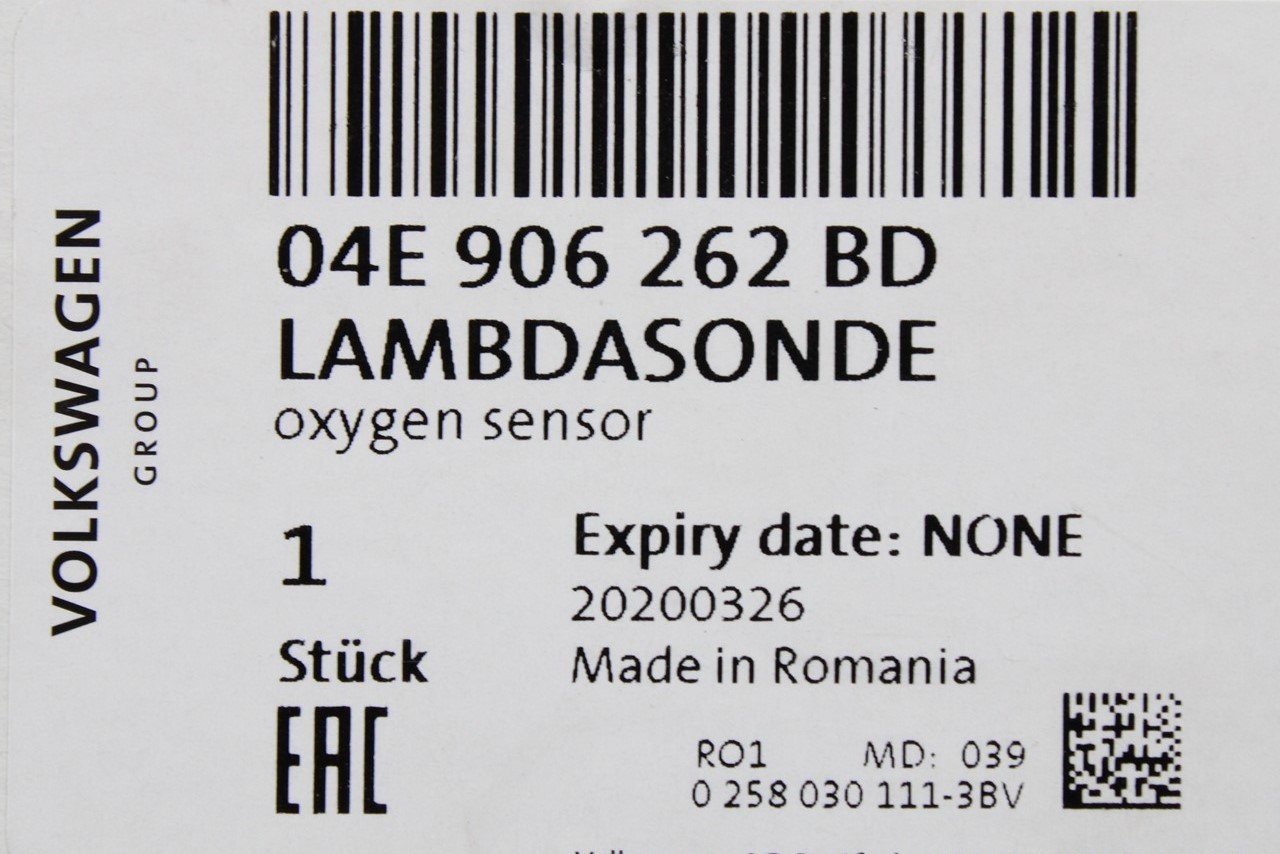 VOLKSWAGEN
GROUP
04E 906 262 BD
LAMBDASONDE
oxygen sensor
1
Stück
EAC
Expiry date: NONE
20200326
Made in Romania
RO1 MD: 039
0 258 030 111-3BV